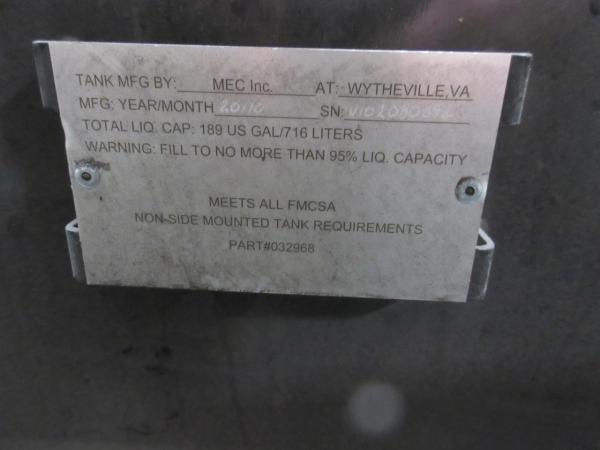 TANK MFG BY: MEC Inc. AT: WYTHEVILLE, VA
MFG: YEAR/MONTH 20110 SN:
TOTAL LIQ. CAP: 189 US GAL/716 LITERS
WARNING: FILL TO NO MORE THAN 95% LIQ. CAPACITY
MEETS ALL FMCSA
NON-SIDE MOUNTED TANK REQUIREMENTS
PART#032968